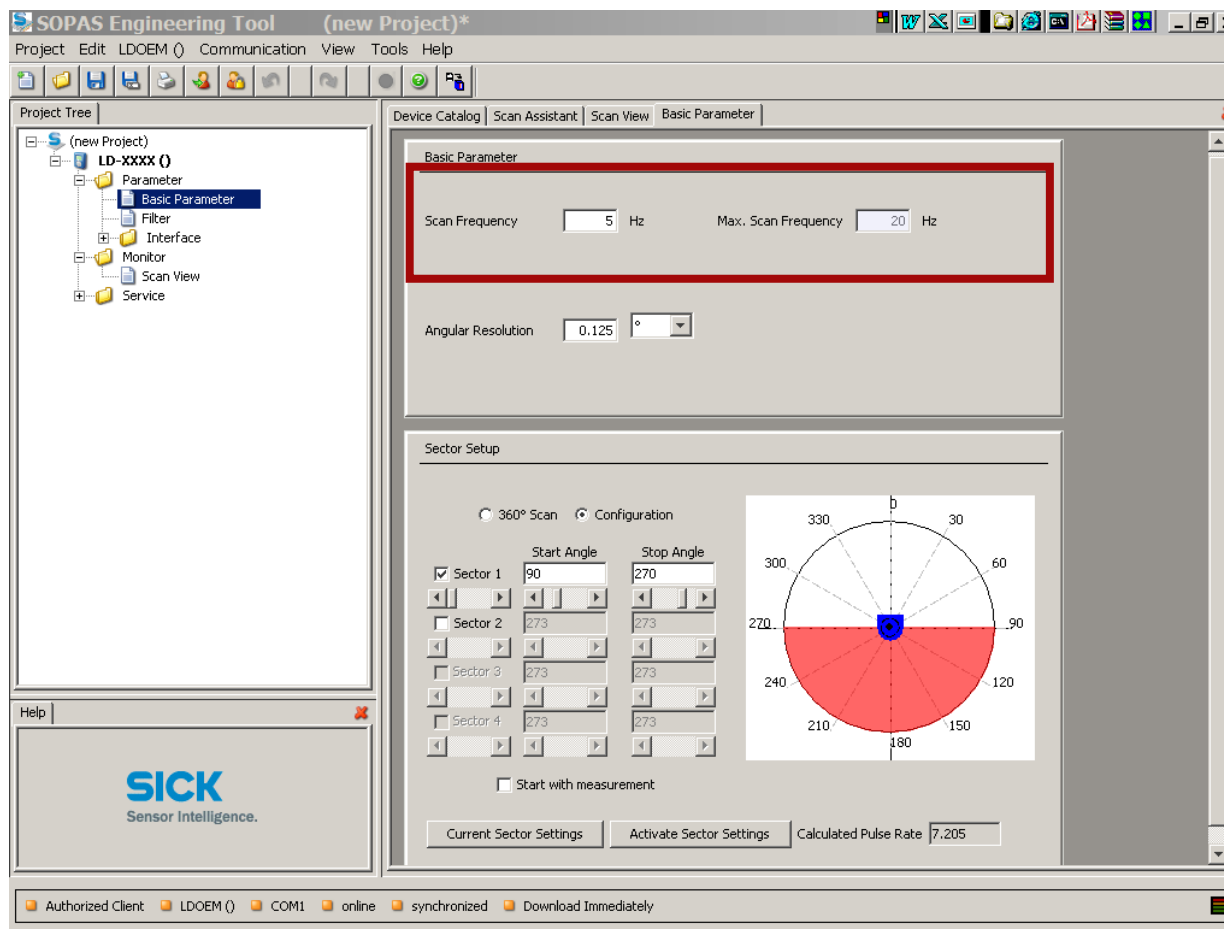 SOPAS Engineering Tool (new Project)*
Project Edit LDOEM () Communication View Tools Help
Project Tree
(new Project)
LD-XXXX ()
Parameter
Basic Parameter
Filter
Interface
Monitor
Scan View
Service
Help
SICK
Sensor Intelligence.
Device Catalog Scan Assistant Scan View Basic Parameter
Basic Parameter
Scan Frequency 5 Hz Max. Scan Frequency 20 Hz
Angular Resolution 0.125 °
Sector Setup
360° Scan Configuration
Start Angle Stop Angle
Sector 1 90 270
Sector 2 273 273
Sector 3 273 273
Sector 4 273 273
0
330 30
300 60
270 90
240 120
210 150
180
Start with measurement
Current Sector Settings Activate Sector Settings Calculated Pulse Rate 7.205
Authorized Client LDOEM () COM1 online synchronized Download Immediately